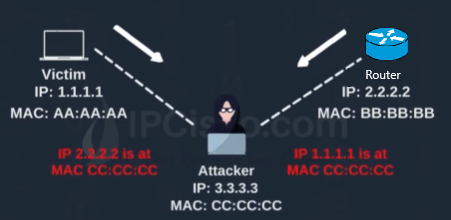 Victim
IP: 1.1.1.1
MAC: AA:AA:AA
Router
IP: 2.2.2.2
MAC: BB:BB:BB
IPCisco.com
IP 2.2.2.2 is at
MAC CC:CC:CC
Attacker
IP: 3.3.3.3
MAC: CC:CC:CC
IP 1.1.1.1 is at
MAC CC:CC:CC